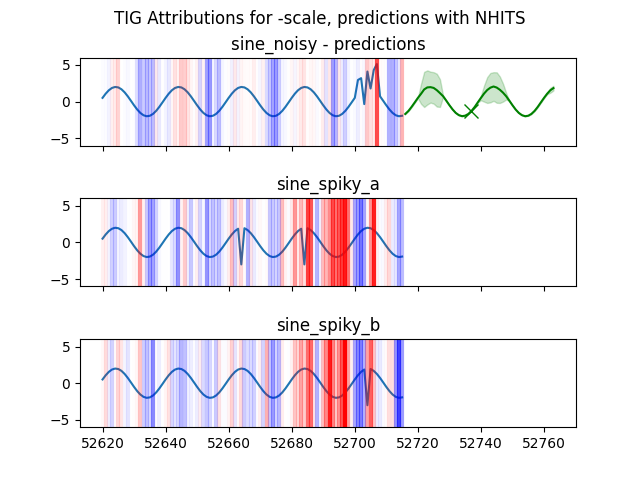 TIG Attributions for -scale, predictions with NHITS
sine_noisy - predictions
5
0
−5
sine_spiky_a
5
0
−5
sine_spiky_b
5
0
−5
52620 52640 52660 52680 52700 52720 52740 52760